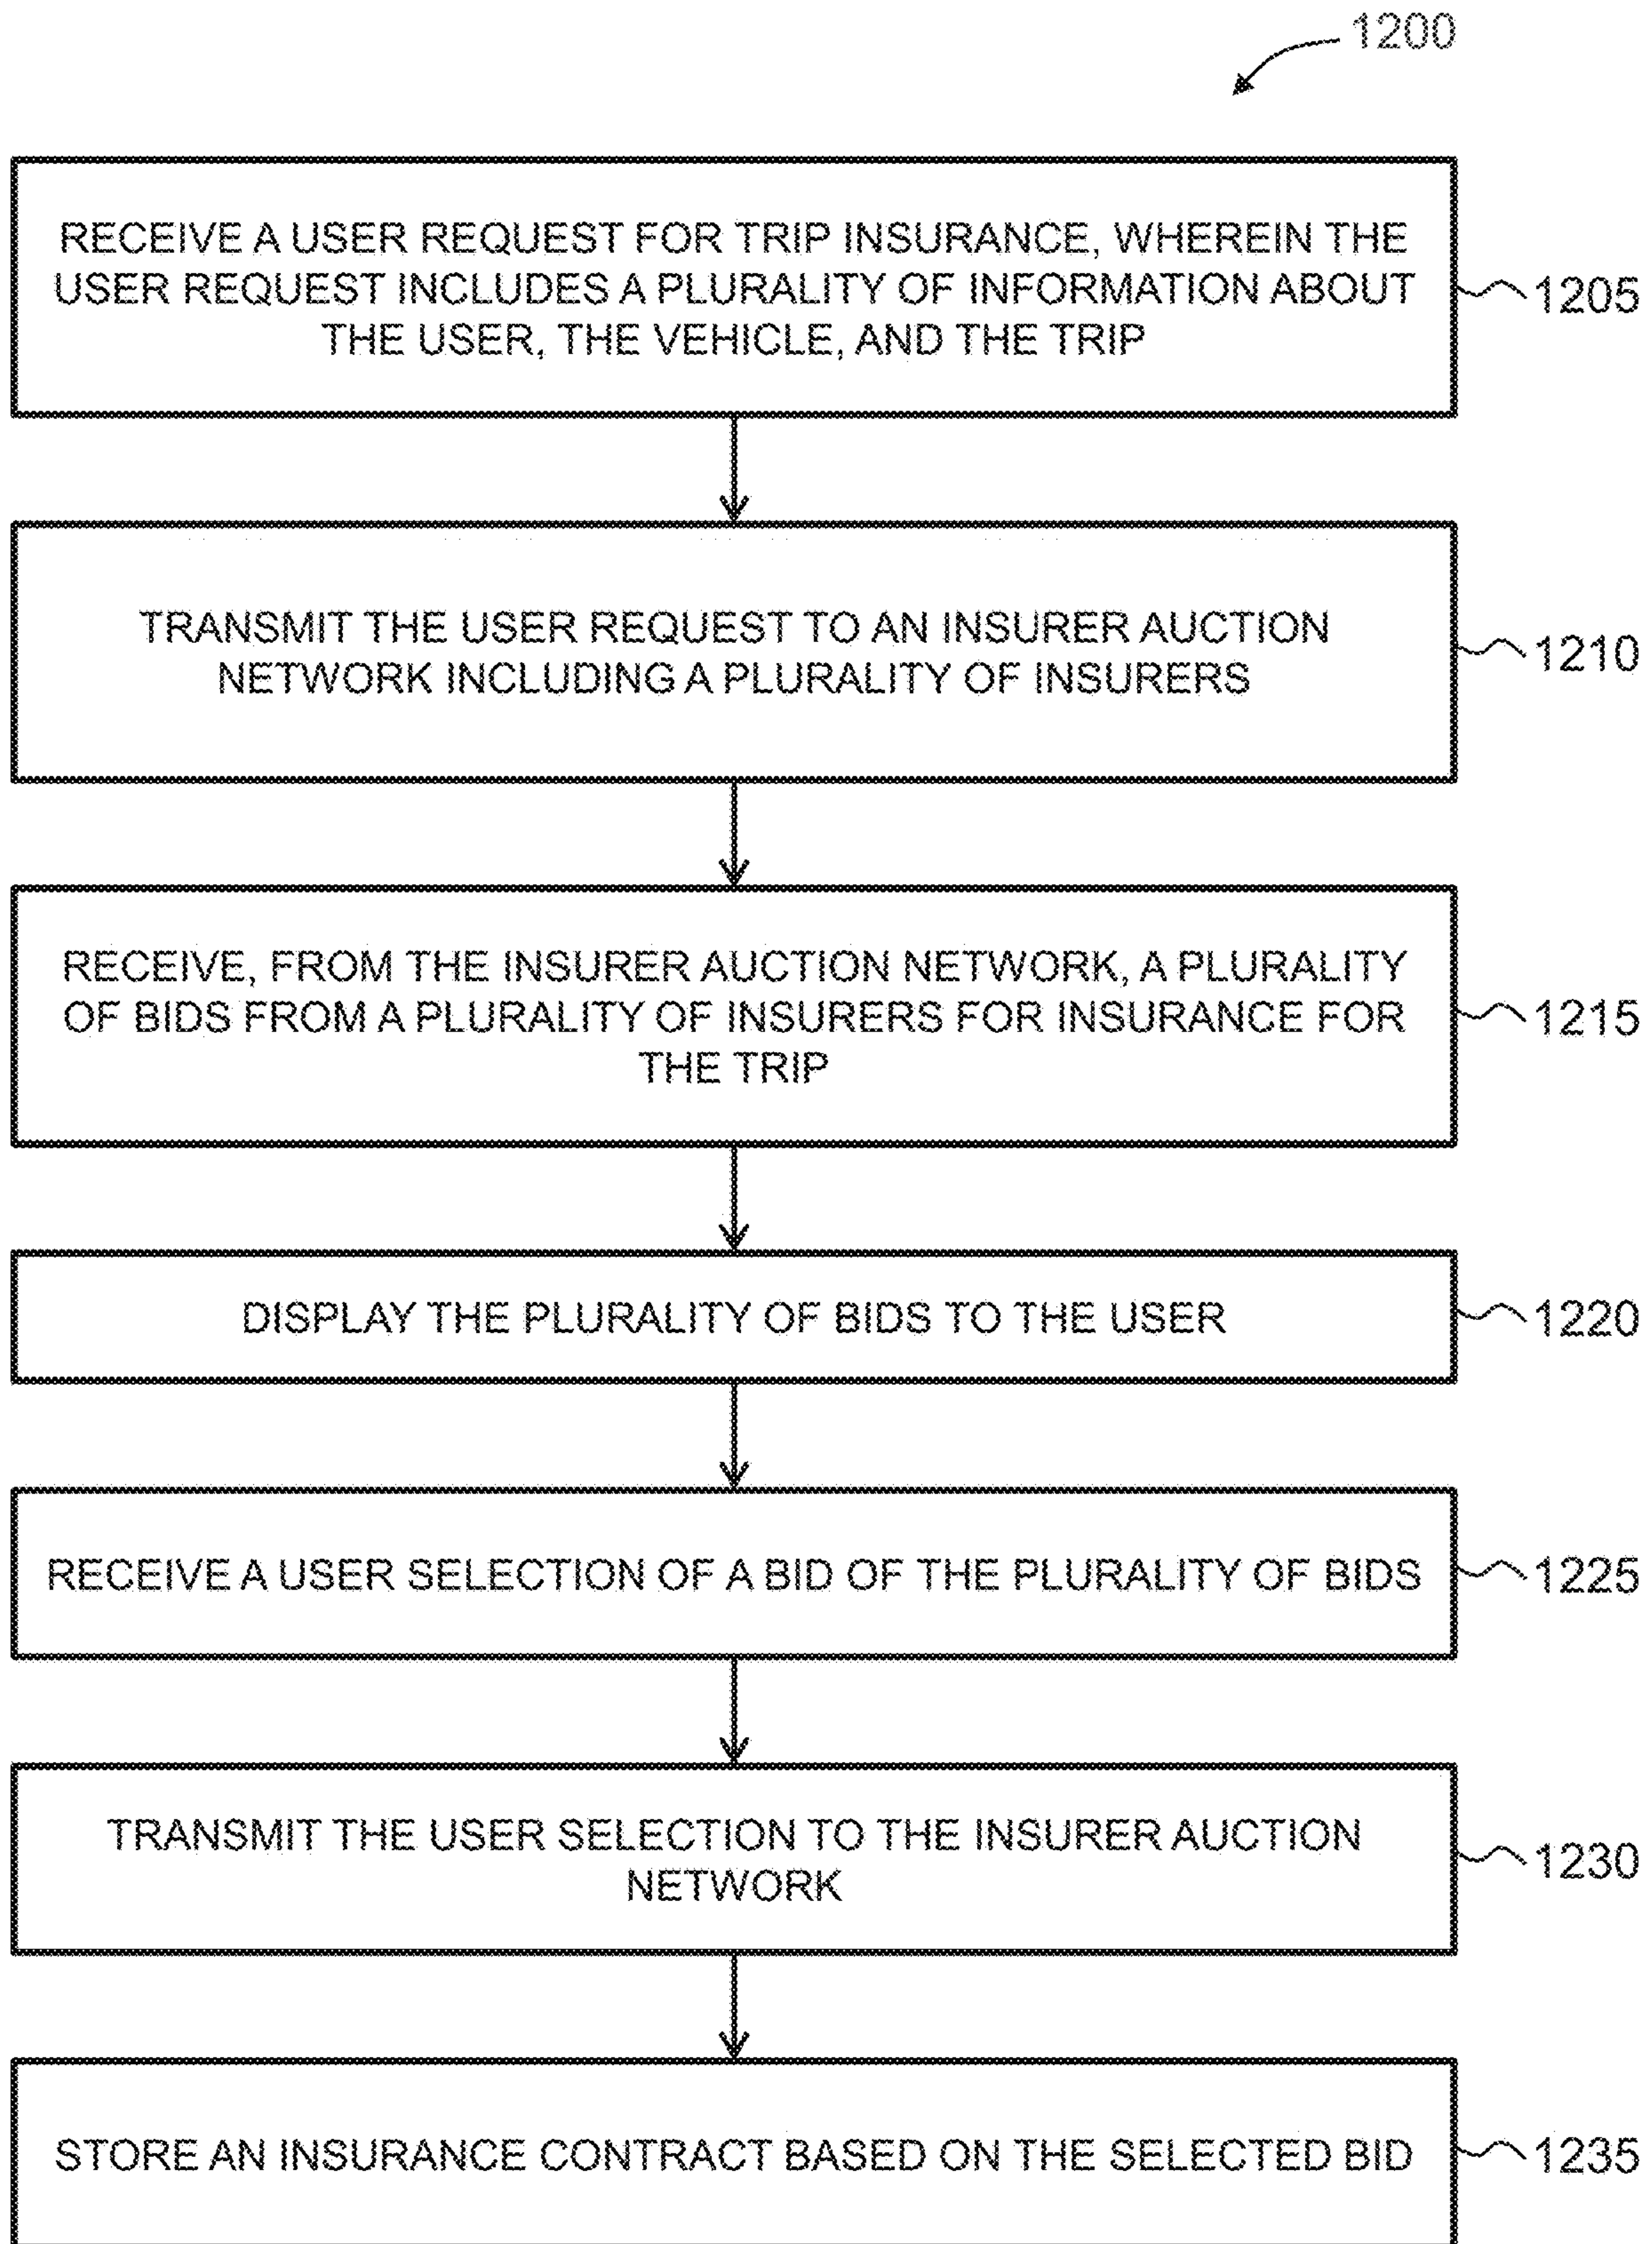 1200
RECEIVE A USER REQUEST FOR TRIP INSURANCE, WHEREIN THE
USER REQUEST INCLUDES A PLURALITY OF INFORMATION ABOUT
THE USER, THE VEHICLE, AND THE TRIP
1205
TRANSMIT THE USER REQUEST TO AN INSURER AUCTION
NETWORK INCLUDING A PLURALITY OF INSURERS
1210
RECEIVE, FROM THE INSURER AUCTION NETWORK, A PLURALITY
OF BIDS FROM A PLURALITY OF INSURERS FOR INSURANCE FOR
THE TRIP
1215
DISPLAY THE PLURALITY OF BIDS TO THE USER
1220
RECEIVE A USER SELECTION OF A BID OF THE PLURALITY OF BIDS
1225
TRANSMIT THE USER SELECTION TO THE INSURER AUCTION
NETWORK
1230
STORE AN INSURANCE CONTRACT BASED ON THE SELECTED BID
1235